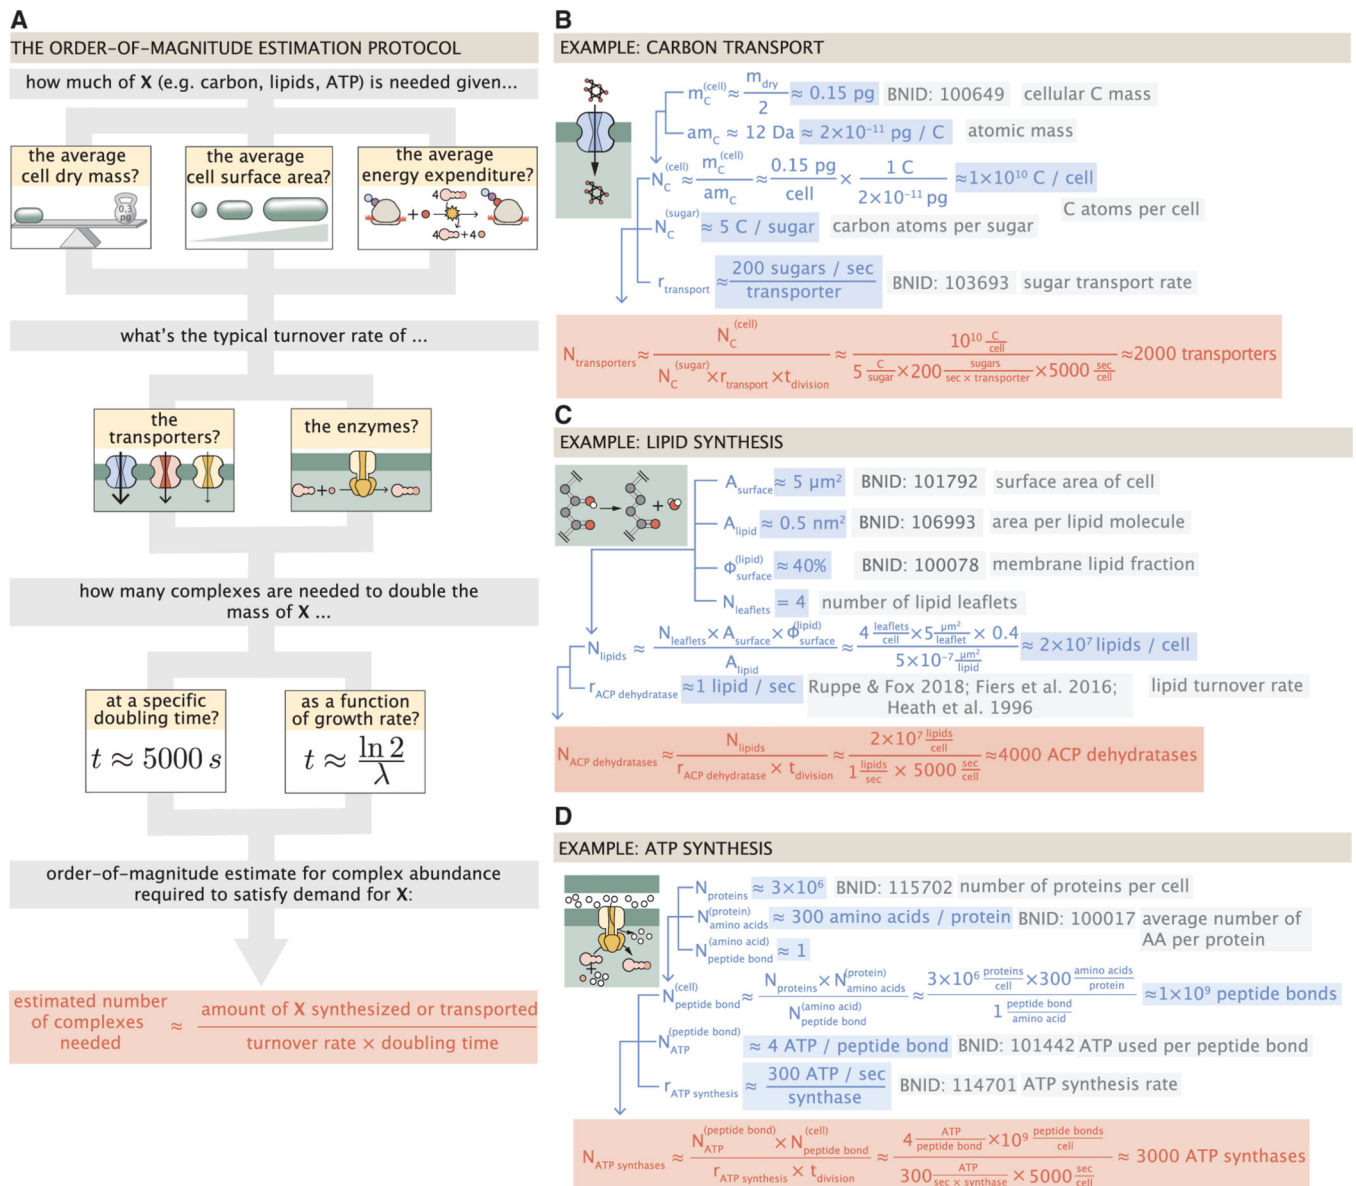 A
THE ORDER-OF-MAGNITUDE ESTIMATION PROTOCOL
how much of X (e.g. carbon, lipids, ATP) is needed given...
the average
cell dry mass?
0.3
pg
the average
cell surface area?
the average
energy expenditure?
4
+
4 +4
what's the typical turnover rate of ...
the
transporters?
the enzymes?
+
how many complexes are needed to double the
mass of X ...
at a specific
doubling time?
t ≈ 5000 s
as a function
of growth rate?
t ≈ ln 2 / λ
order-of-magnitude estimate for complex abundance
required to satisfy demand for X:
estimated number
of complexes
needed
≈
amount of X synthesized or transported
turnover rate × doubling time
B
EXAMPLE: CARBON TRANSPORT
m_C^(cell) ≈ m_dry / 2 ≈ 0.15 pg BNID: 100649 cellular C mass
am_C ≈ 12 Da ≈ 2×10⁻¹¹ pg / C atomic mass
N_C^(cell) ≈ m_C^(cell) / am_C ≈ 0.15 pg / cell × 1 C / 2×10⁻¹¹ pg ≈1×10¹⁰ C / cell
C atoms per cell
N_C^(sugar) ≈ 5 C / sugar carbon atoms per sugar
r_transport ≈ 200 sugars / sec / transporter BNID: 103693 sugar transport rate
N_transporters ≈ N_C^(cell) / N_C^(sugar) × r_transport × t_division ≈ 10¹⁰ C/cell / 5 C/sugar × 200 sugars/sec × transporter × 5000 sec/cell ≈2000 transporters
C
EXAMPLE: LIPID SYNTHESIS
+
A_surface ≈ 5 µm² BNID: 101792 surface area of cell
A_lipid ≈ 0.5 nm² BNID: 106993 area per lipid molecule
Φ_surface^(lipid) ≈ 40% BNID: 100078 membrane lipid fraction
N_leaflets = 4 number of lipid leaflets
N_lipids ≈ N_leaflets × A_surface × Φ_surface^(lipid) / A_lipid ≈ 4 leaflets/cell × 5 µm²/leaflet × 0.4 / 5×10⁻⁷ µm²/lipid ≈ 2×10⁷ lipids / cell
r_ACP dehydratase ≈1 lipid / sec Ruppe & Fox 2018; Fiers et al. 2016; lipid turnover rate
Heath et al. 1996
N_ACP dehydratases ≈ N_lipids / r_ACP dehydratase × t_division ≈ 2×10⁷ lipids/cell / 1 lipids/sec × 5000 sec/cell ≈4000 ACP dehydratases
D
EXAMPLE: ATP SYNTHESIS
+
N_proteins ≈ 3×10⁶ BNID: 115702 number of proteins per cell
N_amino acids^(protein) ≈ 300 amino acids / protein BNID: 100017 average number of
AA per protein
N_peptide bond^(amino acid) ≈ 1
N_peptide bond^(cell) ≈ N_proteins × N_amino acids^(protein) / N_peptide bond^(amino acid) ≈ 3×10⁶ proteins/cell × 300 amino acids/protein / 1 peptide bond/amino acid ≈1×10⁹ peptide bonds
N_ATP^(peptide bond) ≈ 4 ATP / peptide bond BNID: 101442 ATP used per peptide bond
r_ATP synthesis ≈ 300 ATP / sec / synthase BNID: 114701 ATP synthesis rate
N_ATP synthases ≈ N_ATP^(peptide bond) × N_peptide bond^(cell) / r_ATP synthesis × t_division ≈ 4 ATP/peptide bond × 10⁹ peptide bonds/cell / 300 ATP/sec × synthase × 5000 sec/cell ≈ 3000 ATP synthases